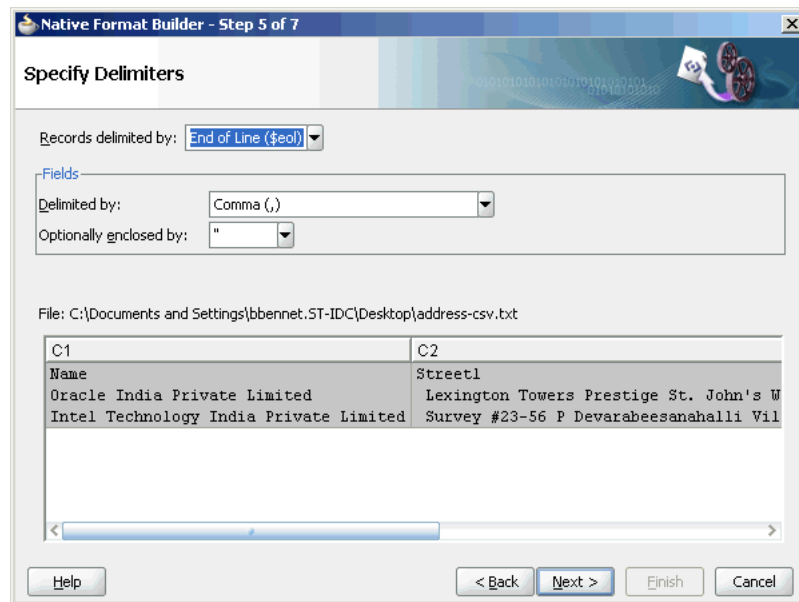 Native Format Builder - Step 5 of 7
Specify Delimiters
Records delimited by: End of Line ($eol)
Fields
Delimited by: Comma (,)
Optionally enclosed by: "
File: C:\Documents and Settings\bbennet.ST-IDC\Desktop\address-csv.txt
C1 C2
Name Street1
Oracle India Private Limited Lexington Towers Prestige St. John's W
Intel Technology India Private Limited Survey #23-56 P Devarabeesanahalli Vil
Help < Back Next > Finish Cancel